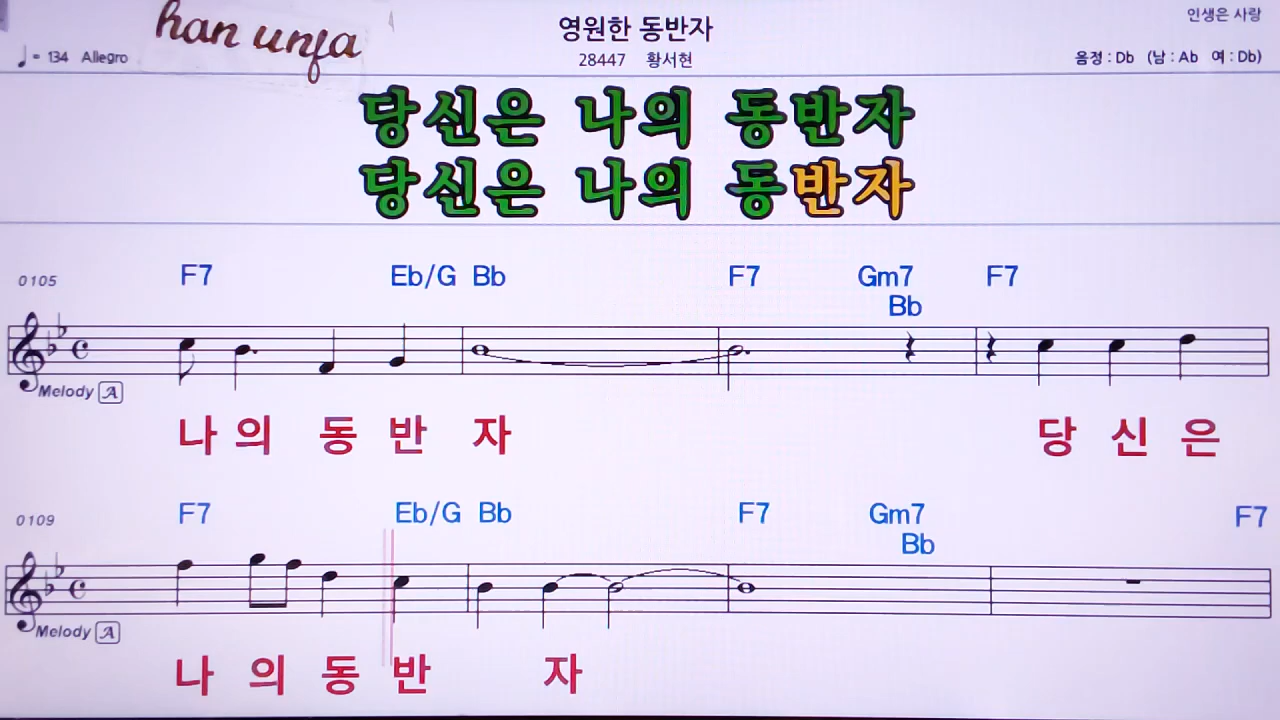 han unja
영원한 동반자
인생은 사랑
♩= 134 Allegro
28447 황서현
음정 : Db (남 : Ab 여 : Db)
당신은 나의 동반자
당신은 나의 동반자
0105
F7 Eb/G Bb F7 Gm7 F7
Bb
Melody A
나 의 동 반 자 당 신 은
0109
F7 Eb/G Bb F7 Gm7 F7
Bb
Melody A
나 의 동 반 자